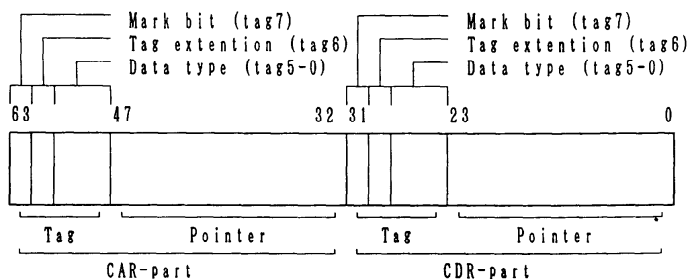 Mark bit (tag7) Mark bit (tag7)
Tag extention (tag6) Tag extention (tag6)
Data type (tag5-0) Data type (tag5-0)
63 47 32 31 23 0
Tag Pointer Tag Pointer
CAR-part CDR-part